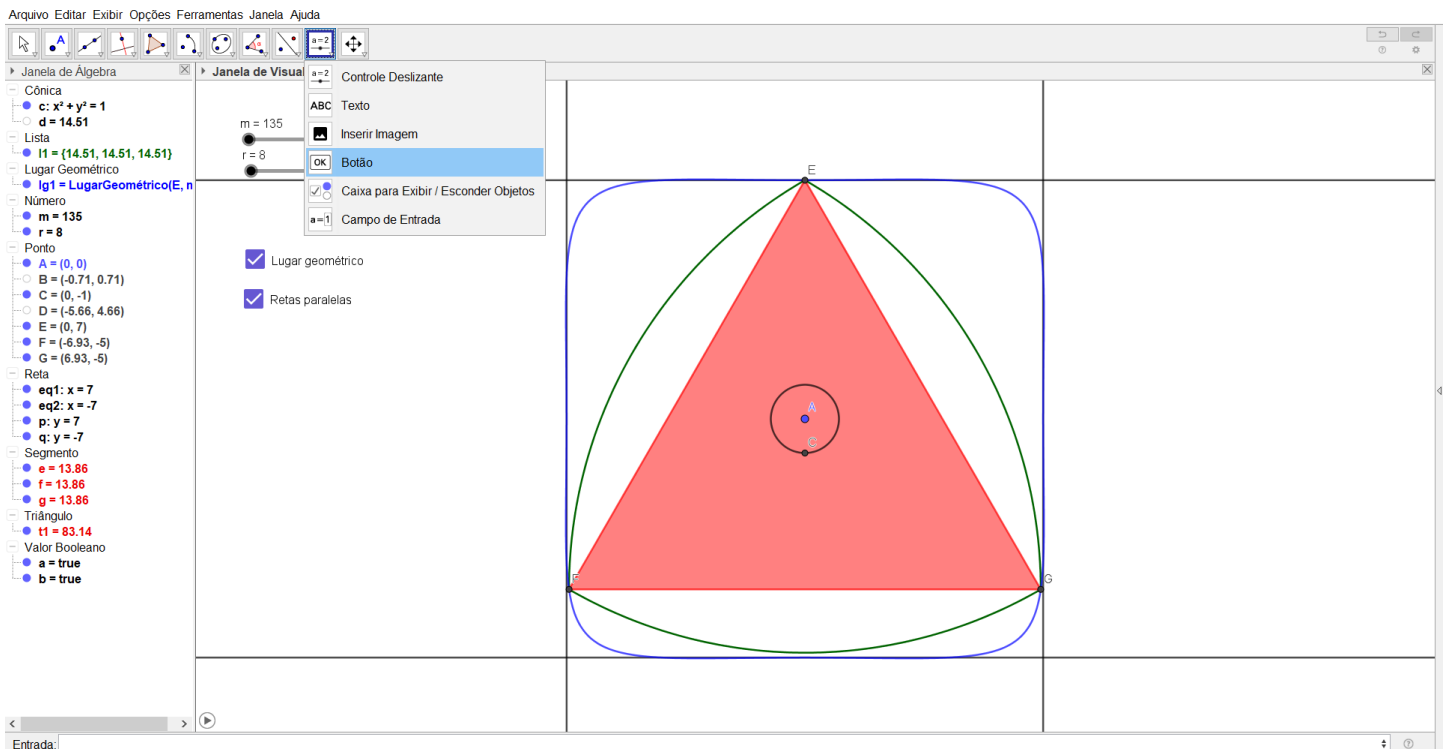 Arquivo Editar Exibir Opções Ferramentas Janela Ajuda
A
α
a=2
Janela de Álgebra
Janela de Visual
Cônica
c: x² + y² = 1
d = 14.51
Lista
l1 = {14.51, 14.51, 14.51}
Lugar Geométrico
lg1 = LugarGeométrico(E, m
Número
m = 135
r = 8
Ponto
A = (0, 0)
B = (-0.71, 0.71)
C = (0, -1)
D = (-5.66, 4.66)
E = (0, 7)
F = (-6.93, -5)
G = (6.93, -5)
Reta
eq1: x = 7
eq2: x = -7
p: y = 7
q: y = -7
Segmento
e = 13.86
f = 13.86
g = 13.86
Triângulo
t1 = 83.14
Valor Booleano
a = true
b = true
m = 135
r = 8
a=2 Controle Deslizante
ABC Texto
Inserir Imagem
OK Botão
Caixa para Exibir / Esconder Objetos
a=1 Campo de Entrada
Lugar geométrico
Retas paralelas
E
A
C
F
G
Entrada: